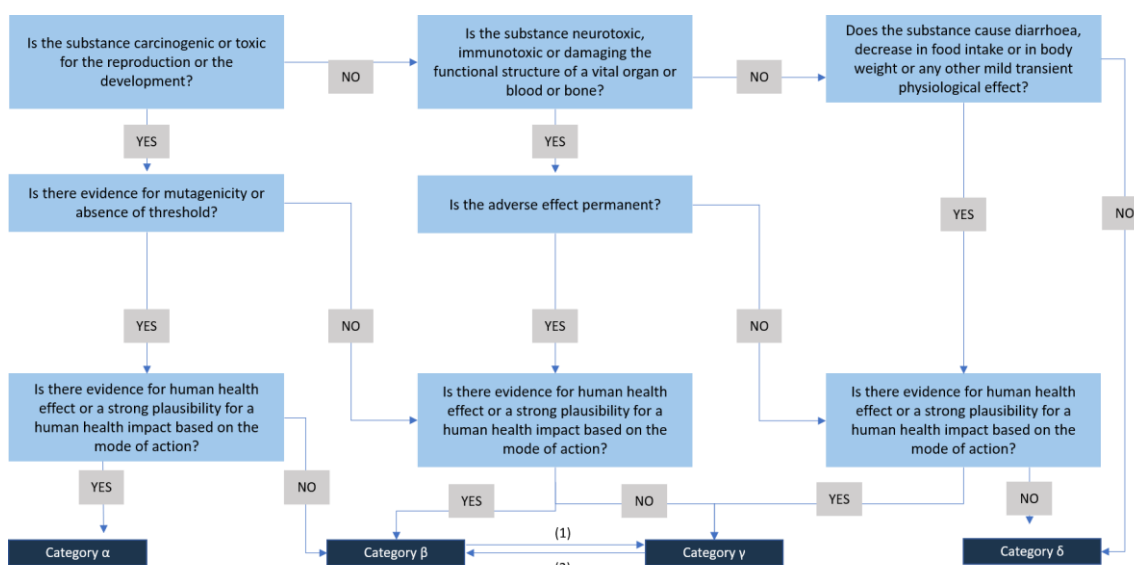 Is the substance carcinogenic or toxic
for the reproduction or the
development?
NO
Is the substance neurotoxic,
immunotoxic or damaging the
functional structure of a vital organ or
blood or bone?
NO
Does the substance cause diarrhoea,
decrease in food intake or in body
weight or any other mild transient
physiological effect?
YES
YES
Is there evidence for mutagenicity or
absence of threshold?
Is the adverse effect permanent?
YES
NO
YES
NO
YES
NO
Is there evidence for human health
effect or a strong plausibility for a
human health impact based on the
mode of action?
Is there evidence for human health
effect or a strong plausibility for a
human health impact based on the
mode of action?
Is there evidence for human health
effect or a strong plausibility for a
human health impact based on the
mode of action?
YES
NO
YES
NO
YES
NO
(1)
Category α
Category β
Category γ
Category δ